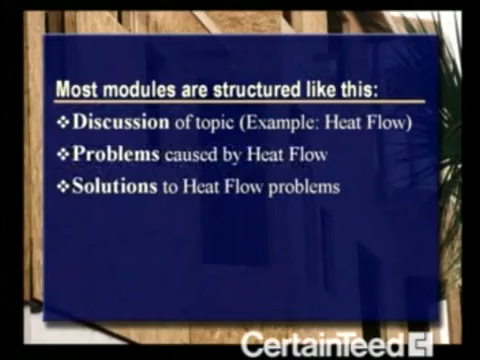 Most modules are structured like this:
❖Discussion of topic (Example: Heat Flow)
❖Problems caused by Heat Flow
❖Solutions to Heat Flow problems
CertainTeed